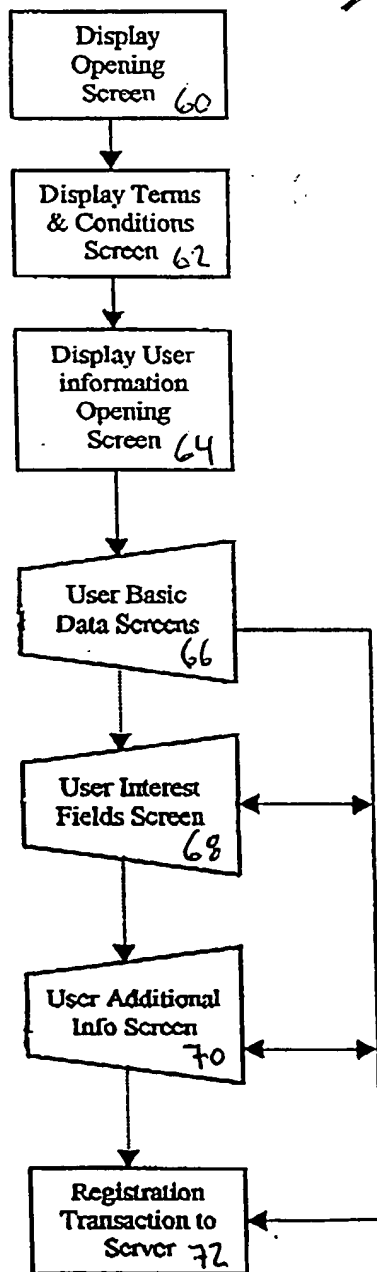 Display
Opening
Screen 60
Display Terms
& Conditions
Screen 62
Display User
information
Opening
Screen 64
User Basic
Data Screens
66
User Interest
Fields Screen
68
User Additional
Info Screen
70
Registration
Transaction to
Server 72